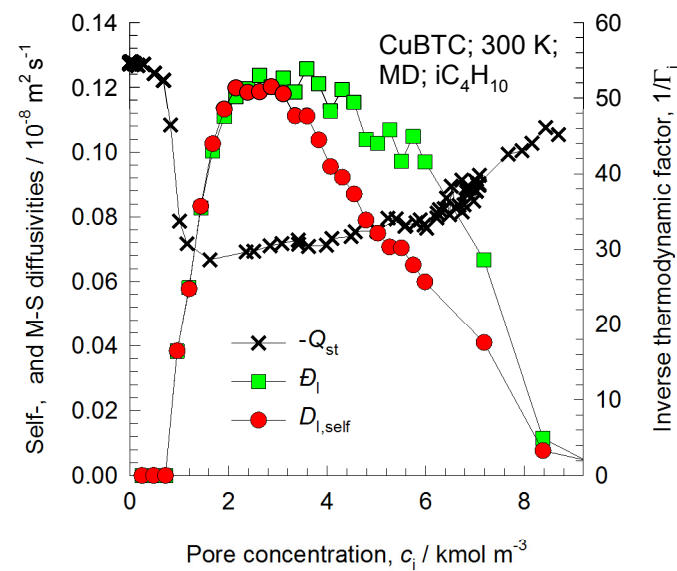 CuBTC; 300 K;
MD; iC₄H₁₀
Self-, and M-S diffusivities / 10⁻⁸ m² s⁻¹
0.14
0.12
0.10
0.08
0.06
0.04
0.02
0.00
60
50
40
30
20
10
0
Inverse thermodynamic factor, 1/Γᵢ
-Qst
ĐI
DI,self
0 2 4 6 8
Pore concentration, cᵢ / kmol m⁻³